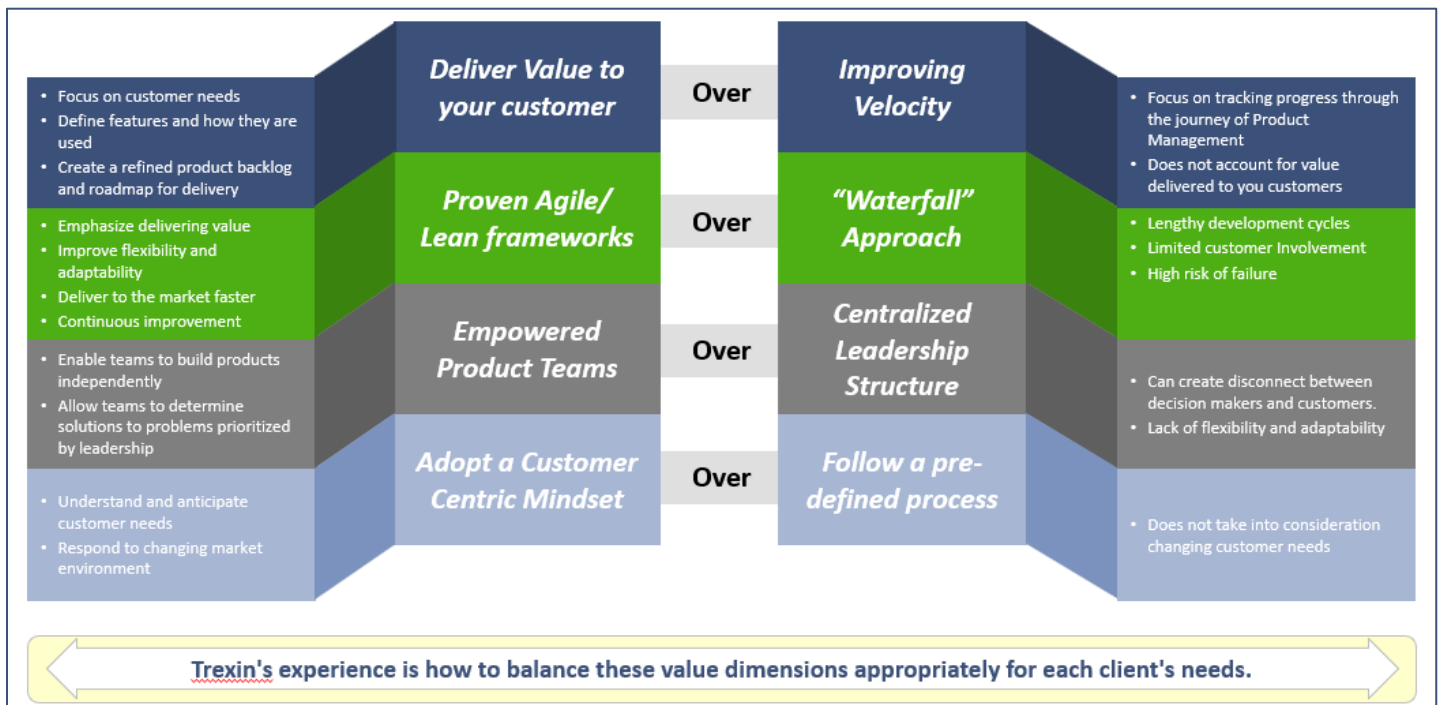 • Focus on customer needs
• Define features and how they are
used
• Create a refined product backlog
and roadmap for delivery
Deliver Value to
your customer
Over
Improving
Velocity
• Focus on tracking progress through
the journey of Product
Management
• Does not account for value
delivered to you customers
• Emphasize delivering value
• Improve flexibility and
adaptability
• Deliver to the market faster
• Continuous improvement
Proven Agile/
Lean frameworks
Over
“Waterfall”
Approach
• Lengthy development cycles
• Limited customer Involvement
• High risk of failure
• Enable teams to build products
independently
• Allow teams to determine
solutions to problems prioritized
by leadership
Empowered
Product Teams
Over
Centralized
Leadership
Structure
• Can create disconnect between
decision makers and customers.
• Lack of flexibility and adaptability
• Understand and anticipate
customer needs
• Respond to changing market
environment
Adopt a Customer
Centric Mindset
Over
Follow a pre-
defined process
• Does not take into consideration
changing customer needs
Trexin's experience is how to balance these value dimensions appropriately for each client's needs.